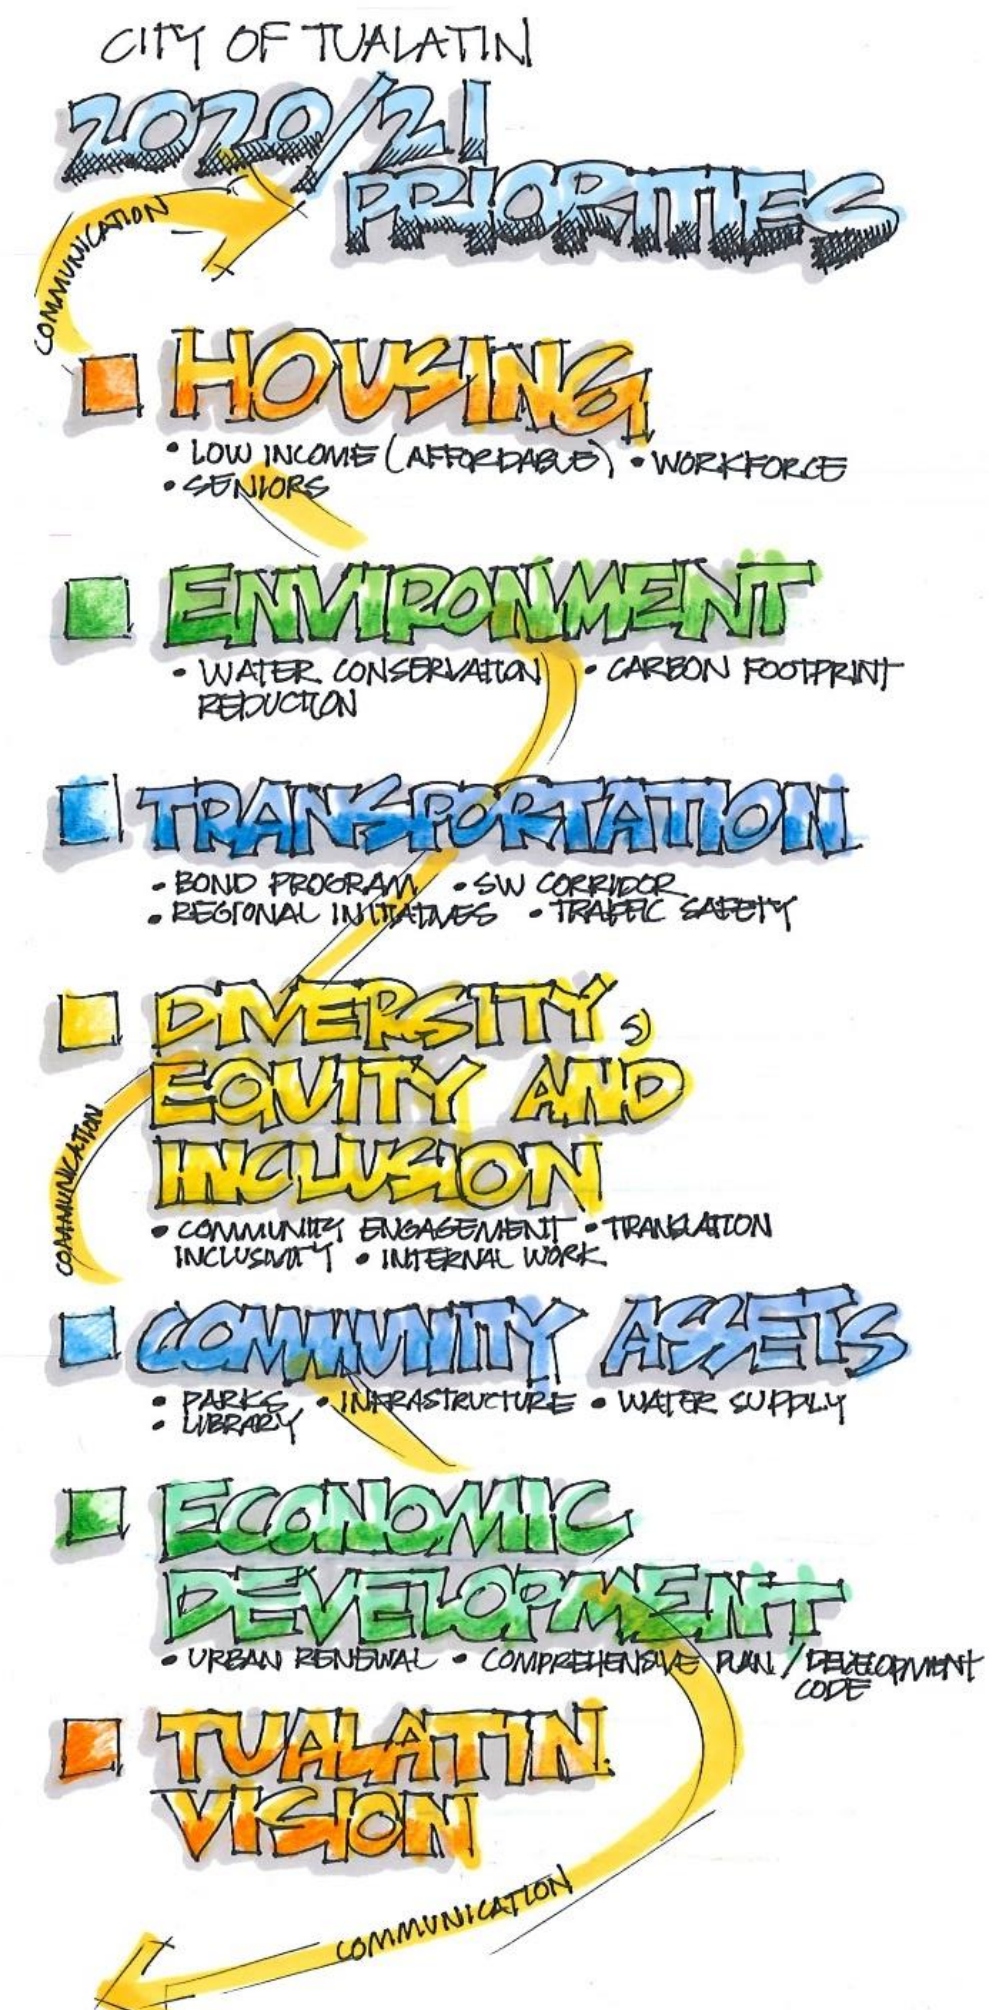 CITY OF TUALATIN
2020/21
PRIORITIES
COMMUNICATION
HOUSING
• LOW INCOME (AFFORDABLE) • WORKFORCE
• SENIORS
ENVIRONMENT
• WATER CONSERVATION • CARBON FOOTPRINT
REDUCTION
TRANSPORTATION
• BOND PROGRAM • SW CORRIDOR
• REGIONAL INITIATIVES • TRAFFIC SAFETY
DIVERSITY,
EQUITY AND
INCLUSION
COMMUNICATION
• COMMUNITY ENGAGEMENT • TRANSLATION
INCLUSIVITY • INTERNAL WORK
COMMUNITY ASSETS
• PARKS • INFRASTRUCTURE • WATER SUPPLY
• LIBRARY
ECONOMIC
DEVELOPMENT
• URBAN RENEWAL • COMPREHENSIVE PLAN / DEVELOPMENT
CODE
TUALATIN
VISION
COMMUNICATION